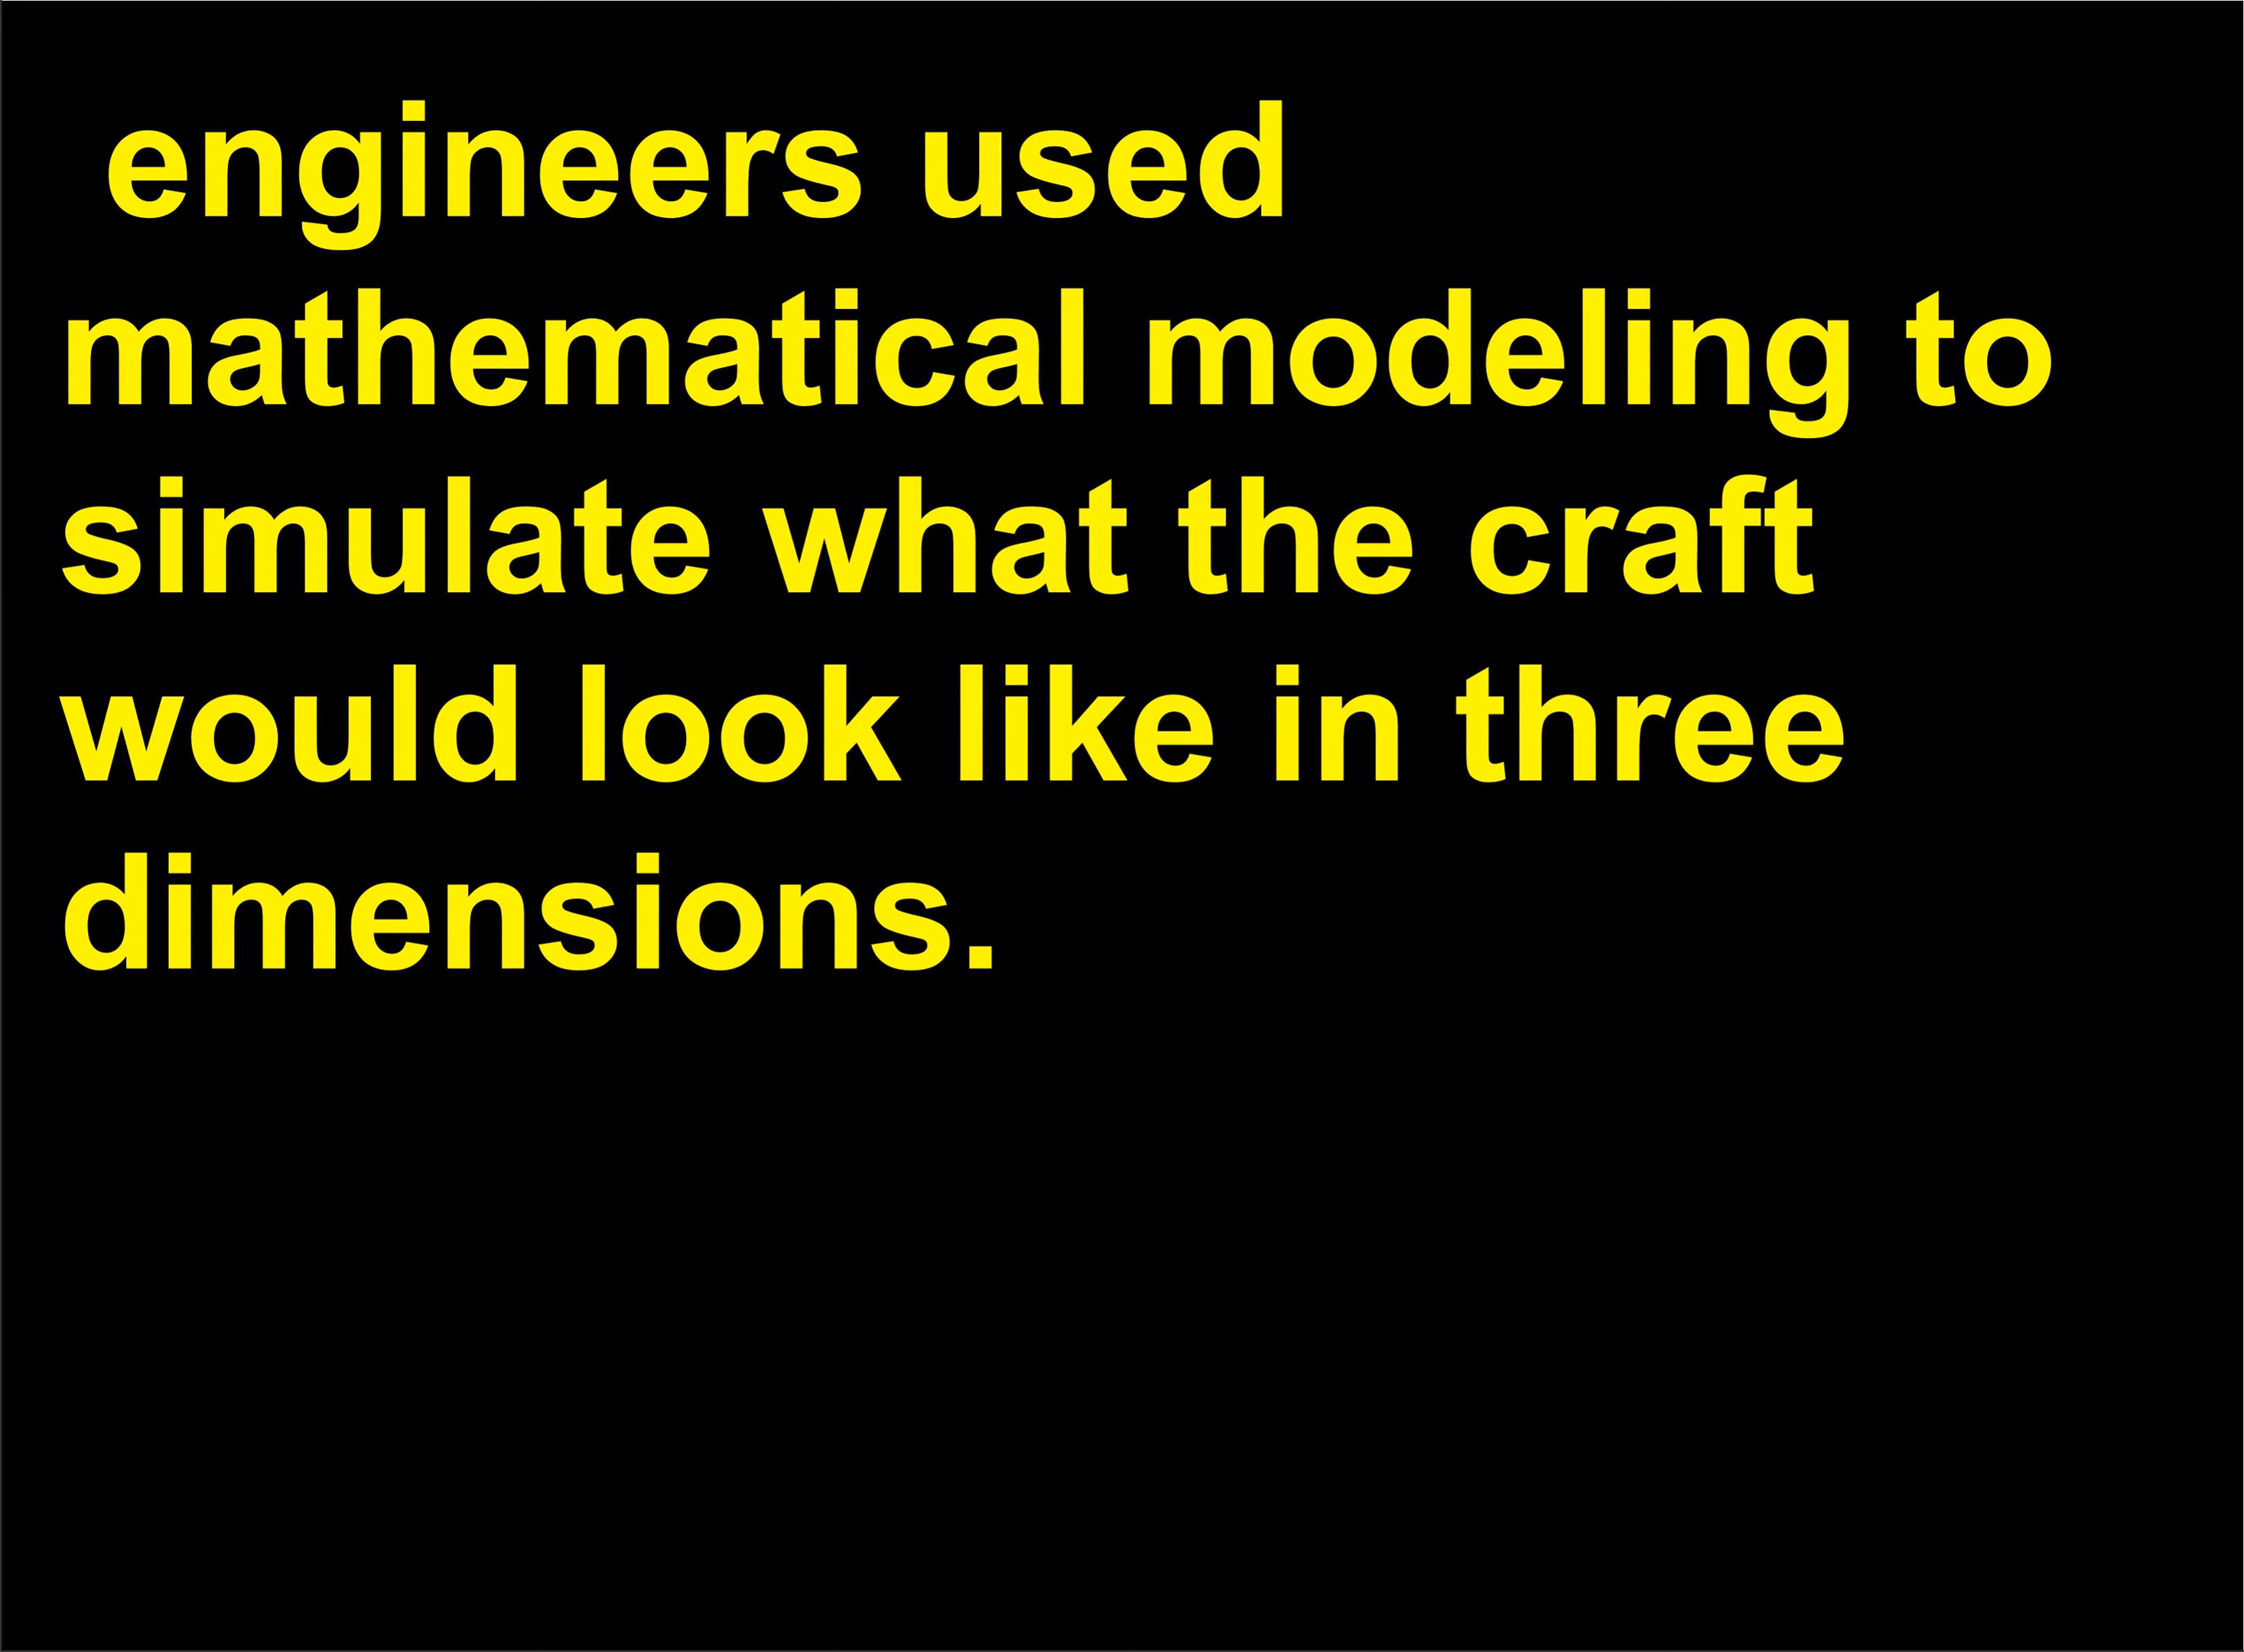 engineers used
mathematical modeling to
simulate what the craft
would look like in three
dimensions.